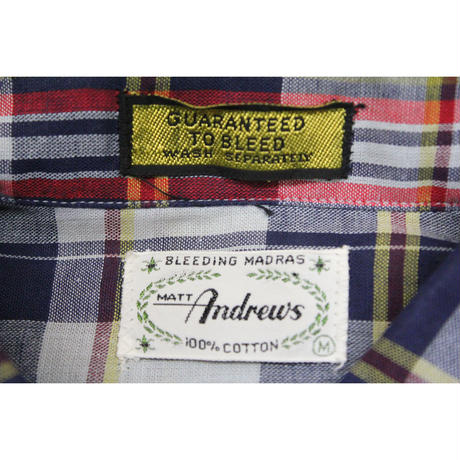 GUARANTEED
TO BLEED
WASH SEPARATELY
BLEEDING MADRAS
MATT
Andrews
100% COTTON
M